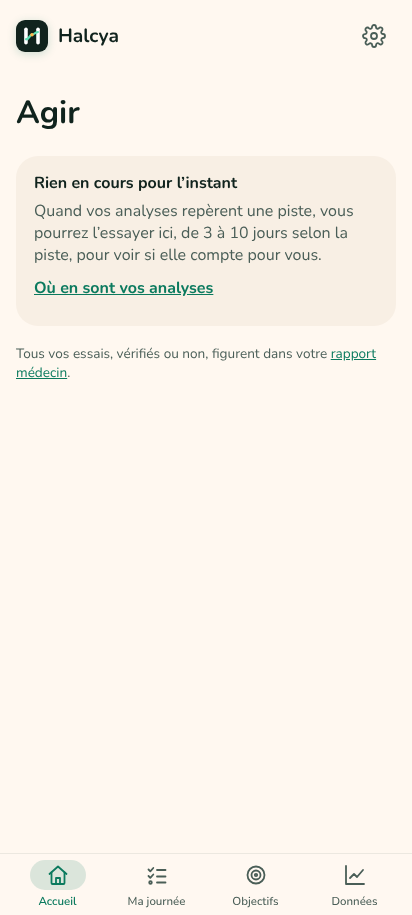 Halcya
Agir
Rien en cours pour l’instant
Quand vos analyses repèrent une piste, vous
pourrez l’essayer ici, de 3 à 10 jours selon la
piste, pour voir si elle compte pour vous.
Où en sont vos analyses
Tous vos essais, vérifiés ou non, figurent dans votre rapport
médecin.
Accueil
Ma journée
Objectifs
Données